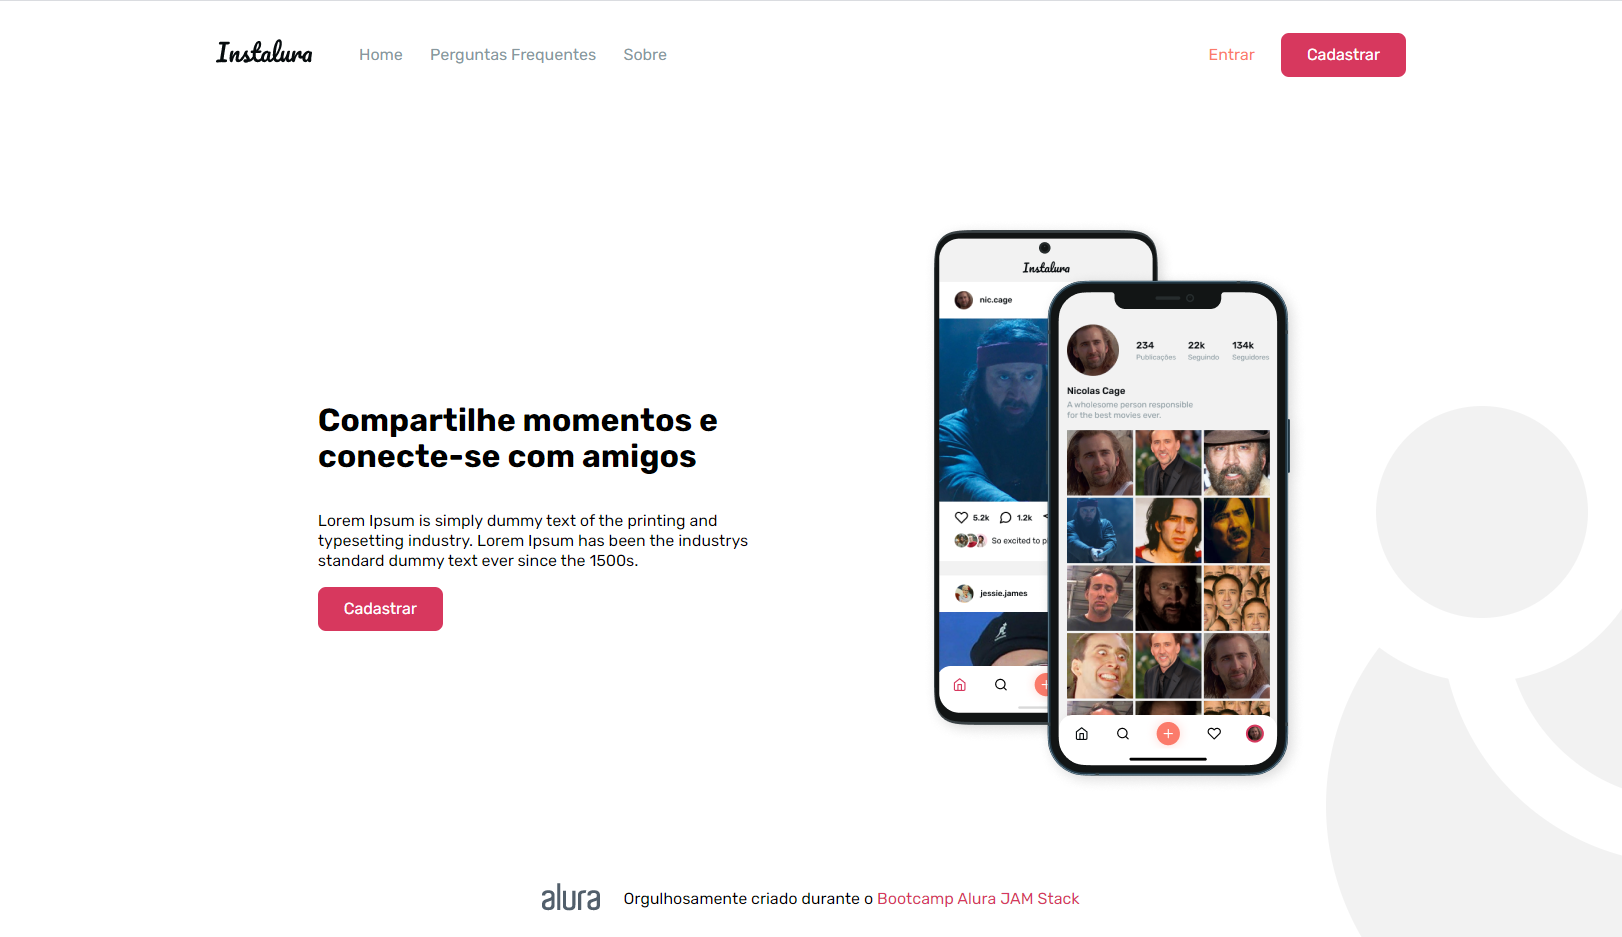 Instalura
Home
Perguntas Frequentes
Sobre
Entrar
Cadastrar
Compartilhe momentos e
conecte-se com amigos
Lorem Ipsum is simply dummy text of the printing and
typesetting industry. Lorem Ipsum has been the industrys
standard dummy text ever since the 1500s.
Cadastrar
Instalura
nic.cage
5.2k
1.2k
So excited to p
jessie.james
234
Publicações
22k
Seguindo
134k
Seguidores
Nicolas Cage
A wholesome person responsible
for the best movies ever.
alura
Orgulhosamente criado durante o Bootcamp Alura JAM Stack